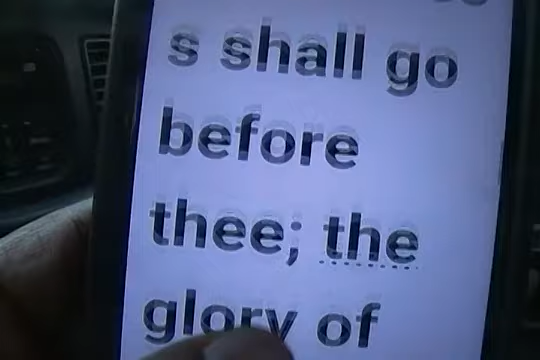 s shall go
before
thee; the
glory of